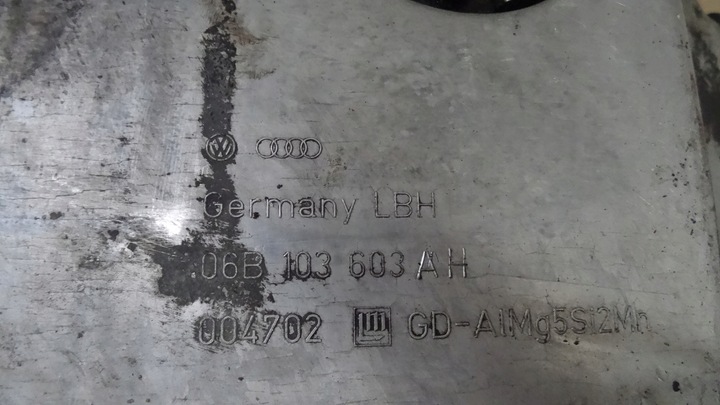 Germany LBH
06B 103 603 AH
004702 GD-AlMg5Si2Mn